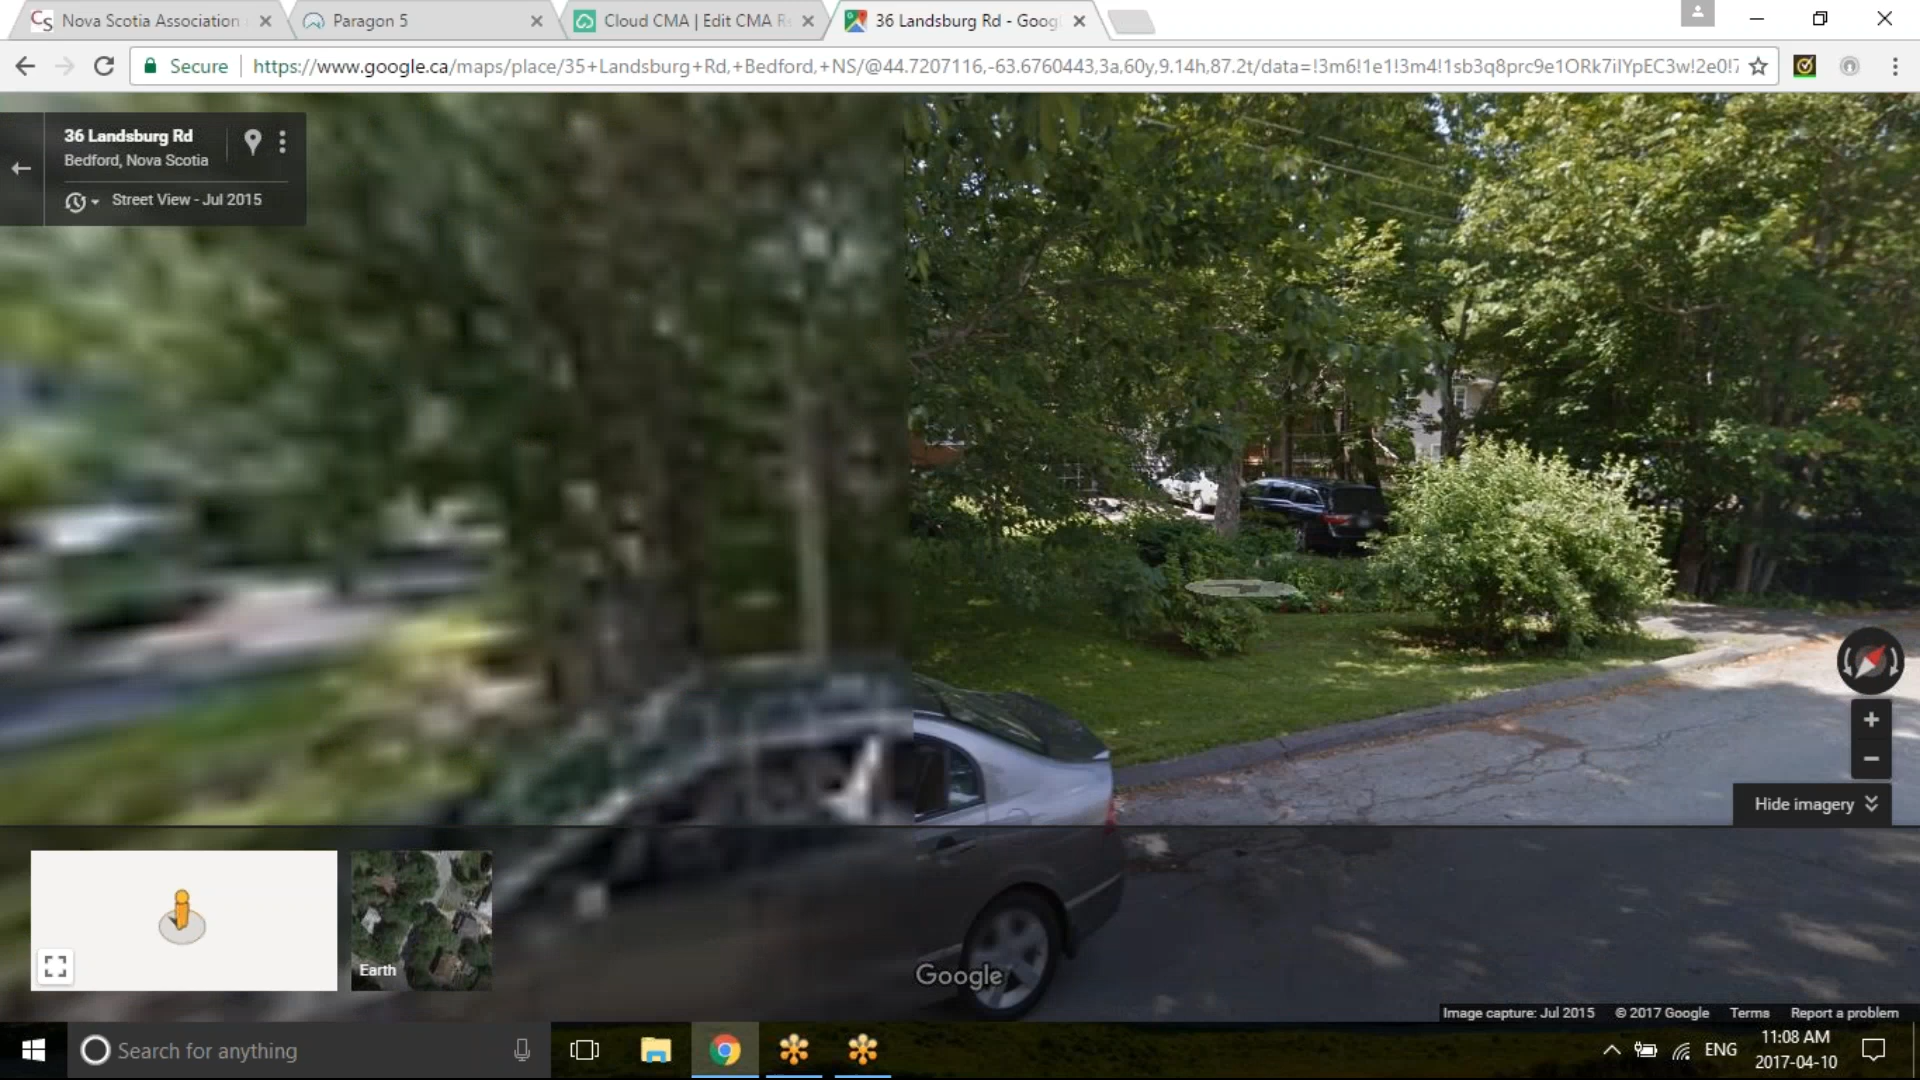 Nova Scotia Association
Paragon 5
Cloud CMA | Edit CMA Re
36 Landsburg Rd - Goog
Secure
https://www.google.ca/maps/place/35+Landsburg+Rd,+Bedford,+NS/@44.7207116,-63.6760443,3a,60y,9.14h,87.2t/data=!3m6!1e1!3m4!1sb3q8prc9e1ORk7iIYpEC3w!2e0!7
36 Landsburg Rd
Bedford, Nova Scotia
Street View - Jul 2015
Hide imagery
Earth
Google
Image capture: Jul 2015 © 2017 Google Terms Report a problem
Search for anything
ENG
11:08 AM
2017-04-10